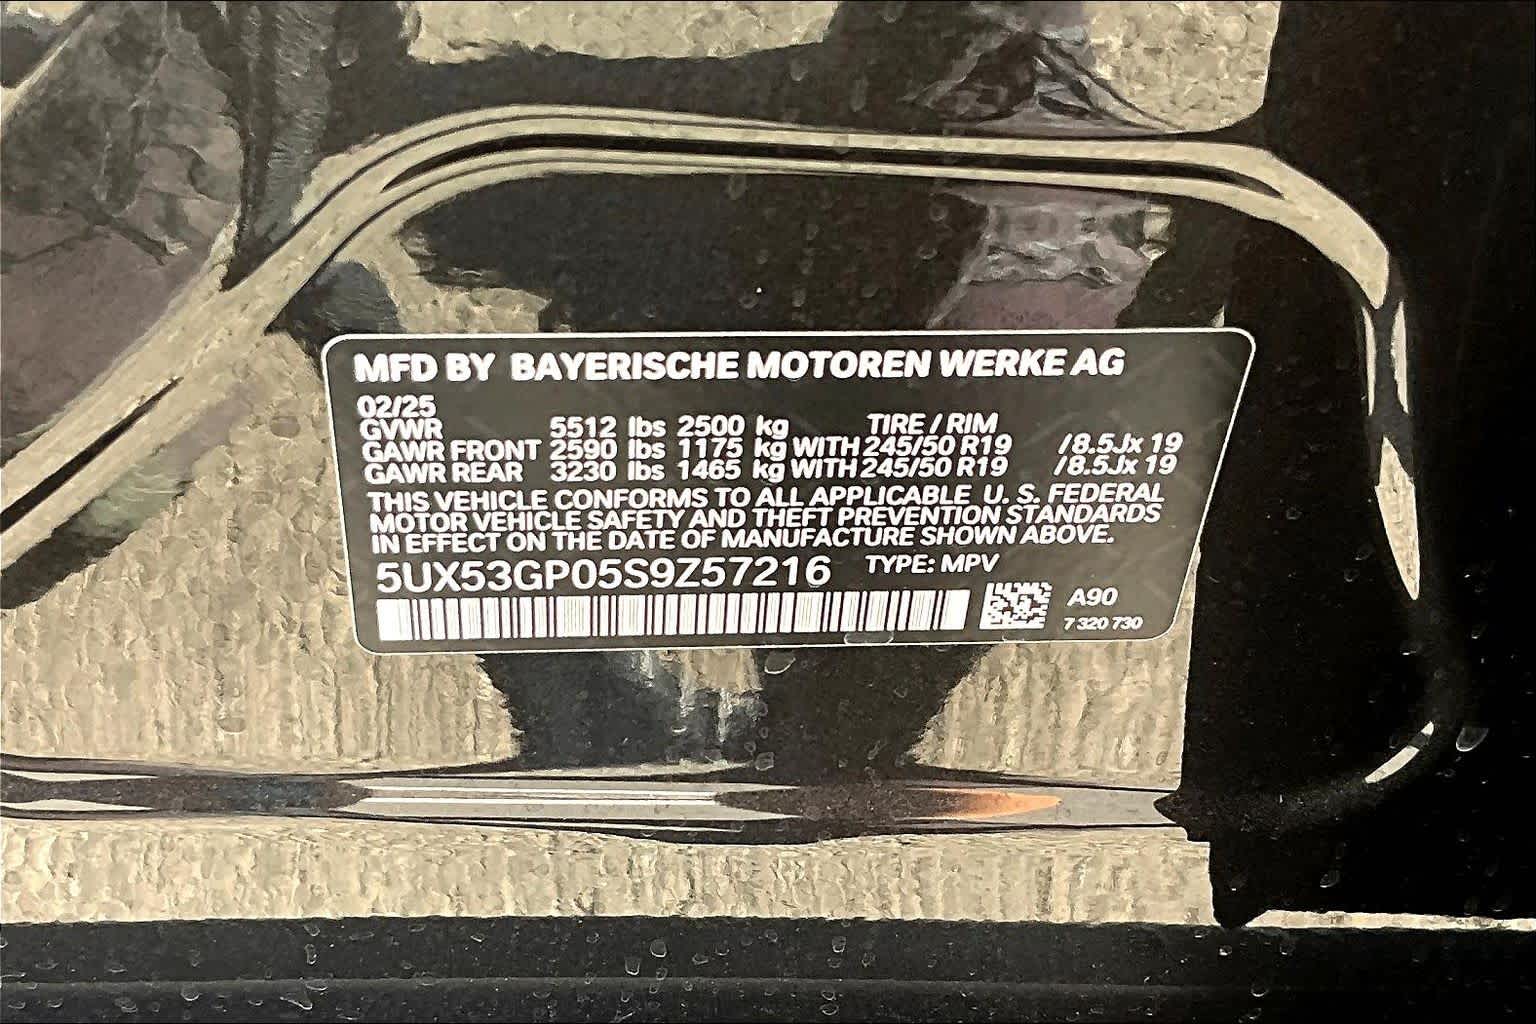 MFD BY BAYERISCHE MOTOREN WERKE AG
02/25
GVWR 5512 lbs 2500 kg TIRE / RIM
GAWR FRONT 2590 lbs 1175 kg WITH 245/50 R19 /8.5Jx 19
GAWR REAR 3230 lbs 1465 kg WITH 245/50 R19 /8.5Jx 19
THIS VEHICLE CONFORMS TO ALL APPLICABLE U. S. FEDERAL
MOTOR VEHICLE SAFETY AND THEFT PREVENTION STANDARDS
IN EFFECT ON THE DATE OF MANUFACTURE SHOWN ABOVE.
5UX53GP05S9Z57216 TYPE: MPV
A90
7 320 730